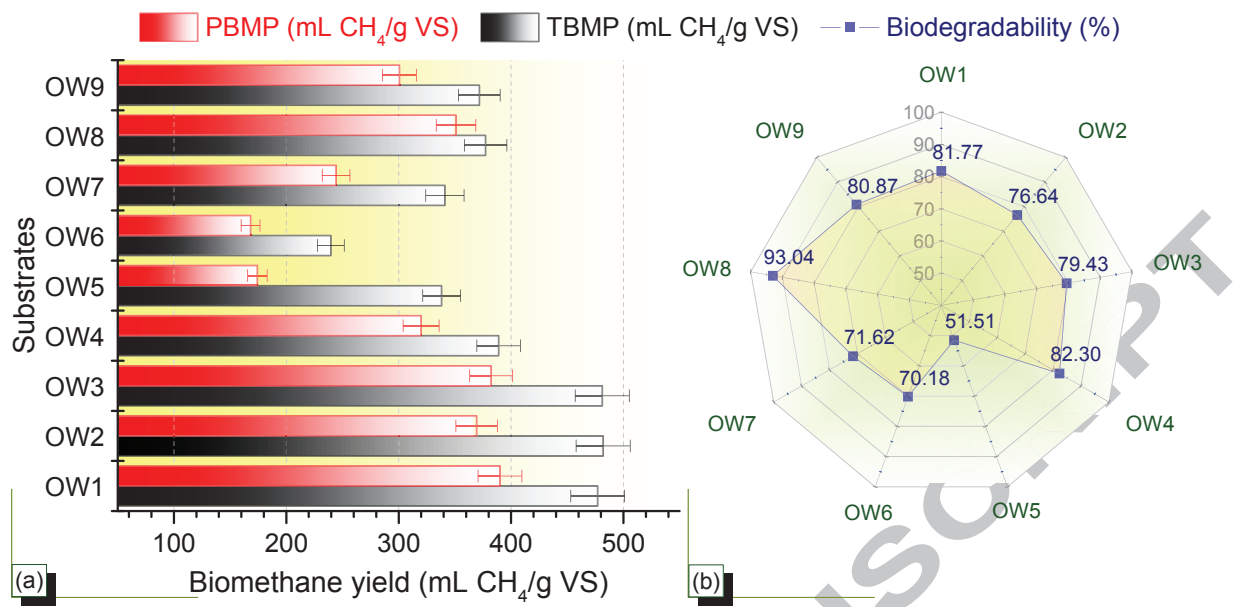 PBMP (mL CH₄/g VS) TBMP (mL CH₄/g VS) Biodegradability (%)
Substrates
OW9
OW8
OW7
OW6
OW5
OW4
OW3
OW2
OW1
100 200 300 400 500
Biomethane yield (mL CH₄/g VS)
(a)
OW1
OW2
OW3
OW4
OW5
OW6
OW7
OW8
OW9
100
90
80
70
60
50
81.77
76.64
79.43
82.30
51.51
70.18
71.62
93.04
80.87
(b)